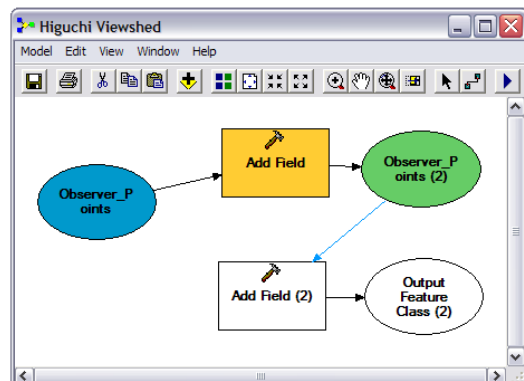 Higuchi Viewshed
Model Edit View Window Help
Observer_P
oints
Add Field
Observer_P
oints (2)
Add Field (2)
Output
Feature
Class (2)